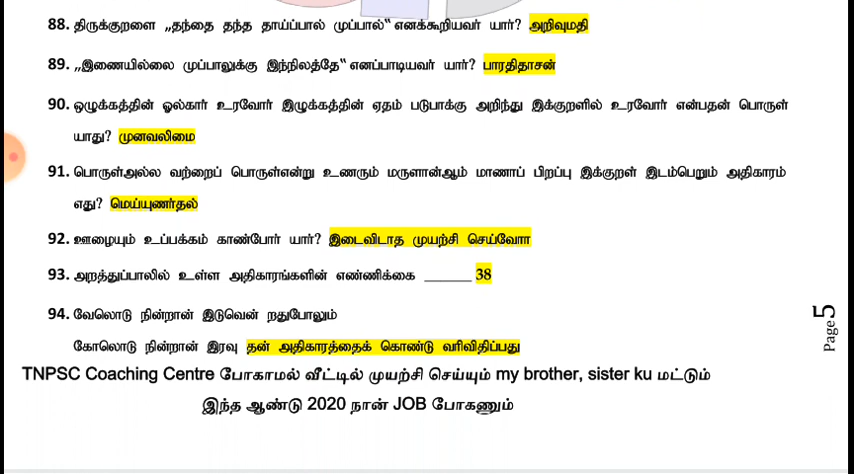 88. திருக்குறளை „தந்தை தந்த தாய்ப்பால் முப்பால்‟ எனக்கூறியவர் யார்? அறிவுமதி
89. „இணையில்லை முப்பாலுக்கு இந்நிலத்தே‟ எனப்பாடியவர் யார்? பாரதிதாசன்
90. ஒழுக்கத்தின் ஒல்கார் உரவோர் இழுக்கத்தின் ஏதம் படுபாக்கு அறிந்து இக்குறளில் உரவோர் என்பதன் பொருள்
யாது? முனவலிமை
91. பொருள்அல்ல வற்றைப் பொருள்என்று உணரும் மருளான்ஆம் மாணாப் பிறப்பு இக்குறள் இடம்பெறும் அதிகாரம்
எது? மெய்யுணர்தல்
92. ஊழையும் உப்பக்கம் காண்போர் யார்? இடைவிடாத முயற்சி செய்வோா
93. அறத்துப்பாலில் உள்ள அதிகாரங்களின் எண்ணிக்கை ______ 38
94. வேலொடு நின்றான் இடுவென் றதுபோலும்
கோலொடு நின்றான் இரவு தன் அதிகாரத்தைக் கொண்டு வரிவிதிப்பது
TNPSC Coaching Centre போகாமல் வீட்டில் முயற்சி செய்யும் my brother, sister ku மட்டும்
இந்த ஆண்டு 2020 நான் JOB போகணும்
Page 5